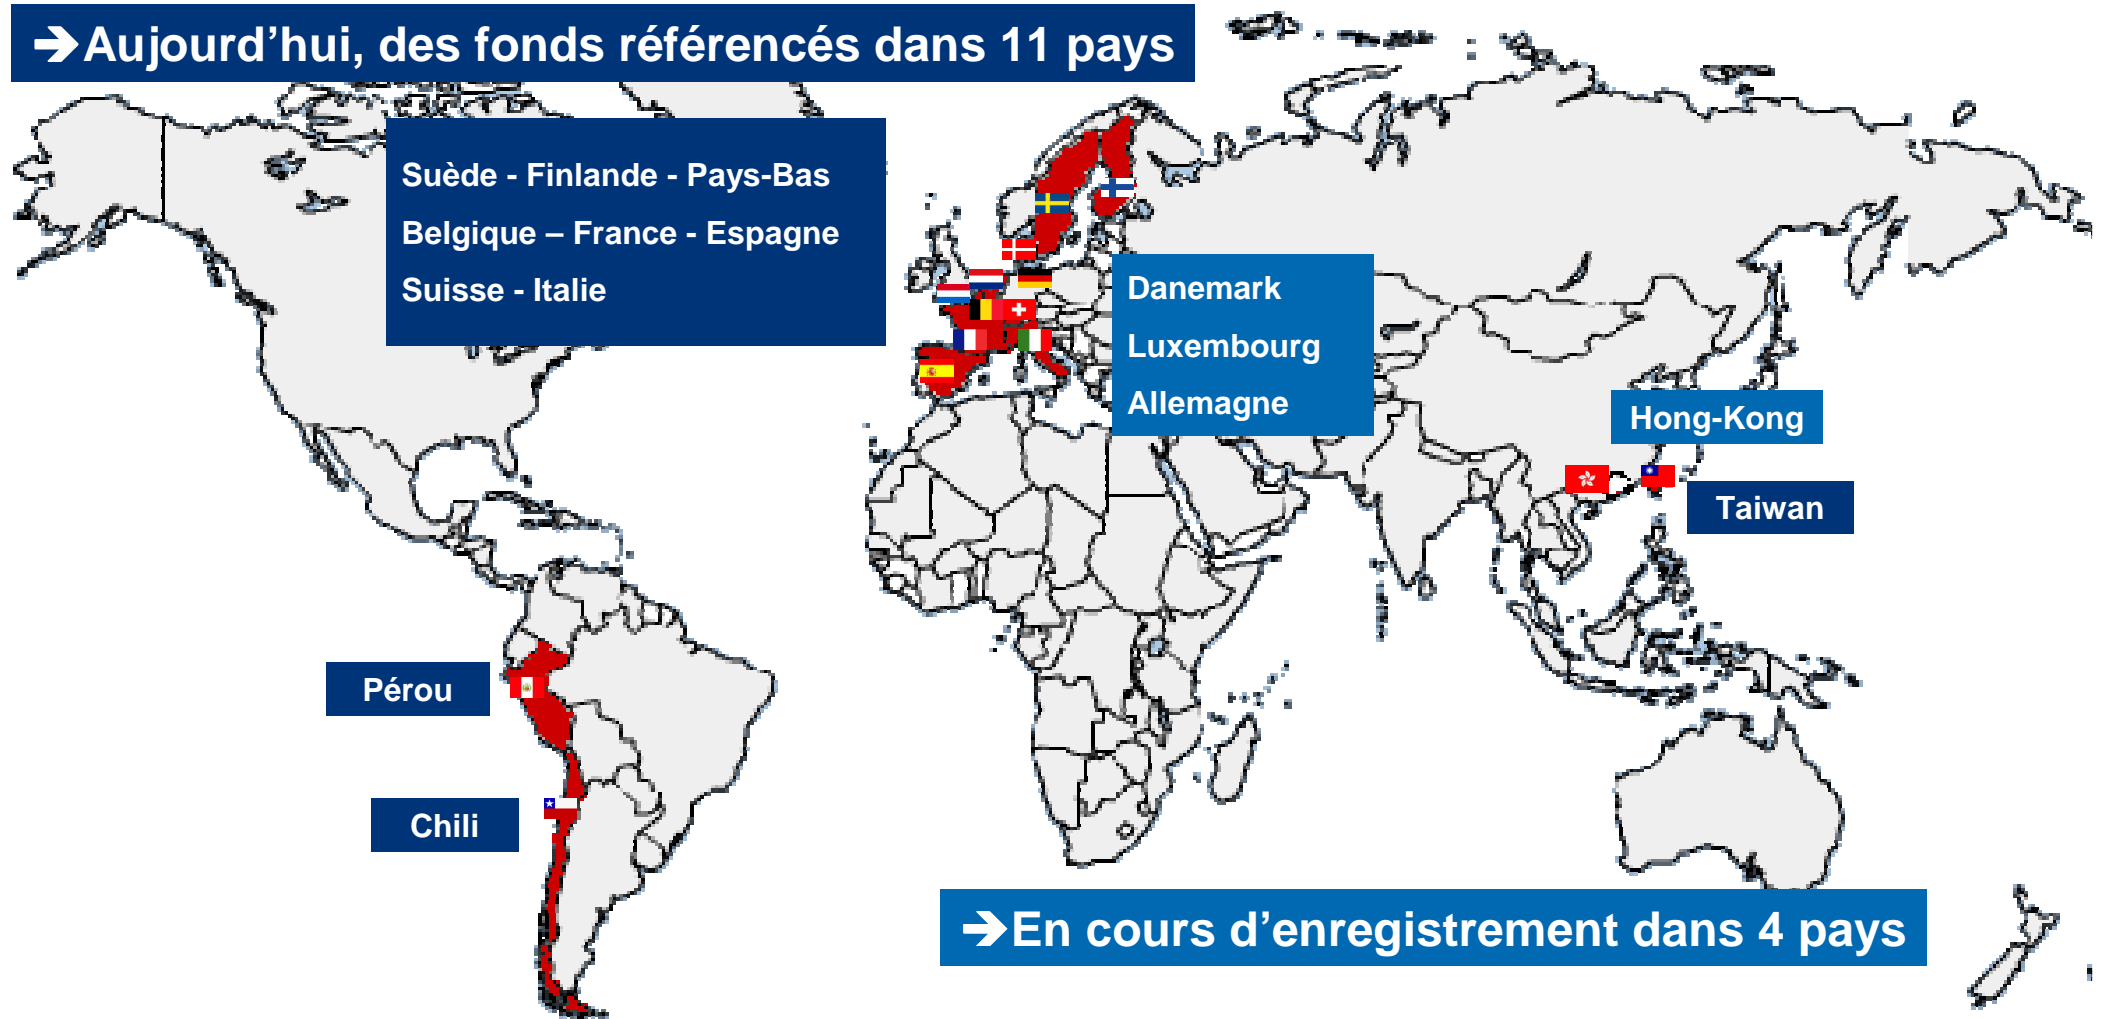 ➔Aujourd’hui, des fonds référencés dans 11 pays
Suède - Finlande - Pays-Bas
Belgique – France - Espagne
Suisse - Italie
Danemark
Luxembourg
Allemagne
Hong-Kong
Taiwan
Pérou
Chili
➔En cours d’enregistrement dans 4 pays